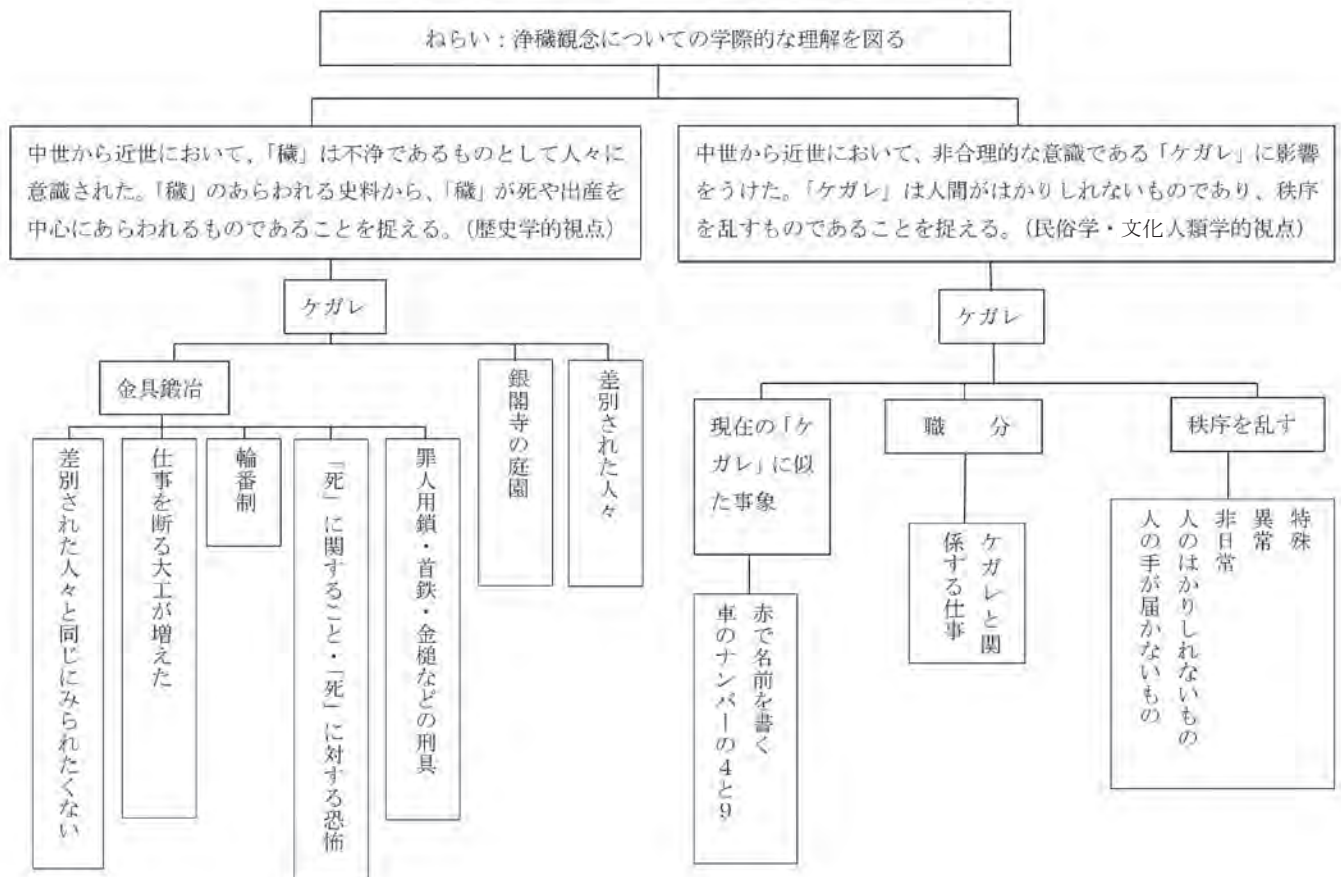 ねらい：浄穢観念についての学際的な理解を図る
中世から近世において、「穢」は不浄であるものとして人々に
意識された。「穢」のあらわれる史料から、「穢」が死や出産を
中心にあらわれるものであることを捉える。（歴史学的視点）
ケガレ
金具鍛冶
差別された人々と同じにみられたくない
仕事を断る大工が増えた
輪番制
「死」に関すること・「死」に対する恐怖
罪人用鎖・首鉄・金槌などの刑具
銀閣寺の庭園
差別された人々
中世から近世において、非合理的な意識である「ケガレ」に影響
をうけた。「ケガレ」は人間がはかりしれないものであり、秩序
を乱すものであることを捉える。（民俗学・文化人類学的視点）
ケガレ
現在の「ケ
ガレ」に似
た事象
赤で名前を書く
車のナンバーの4と9
職　分
ケガレと関
係する仕事
秩序を乱す
特殊
異常
非日常
人のはかりしれないもの
人の手が届かないもの